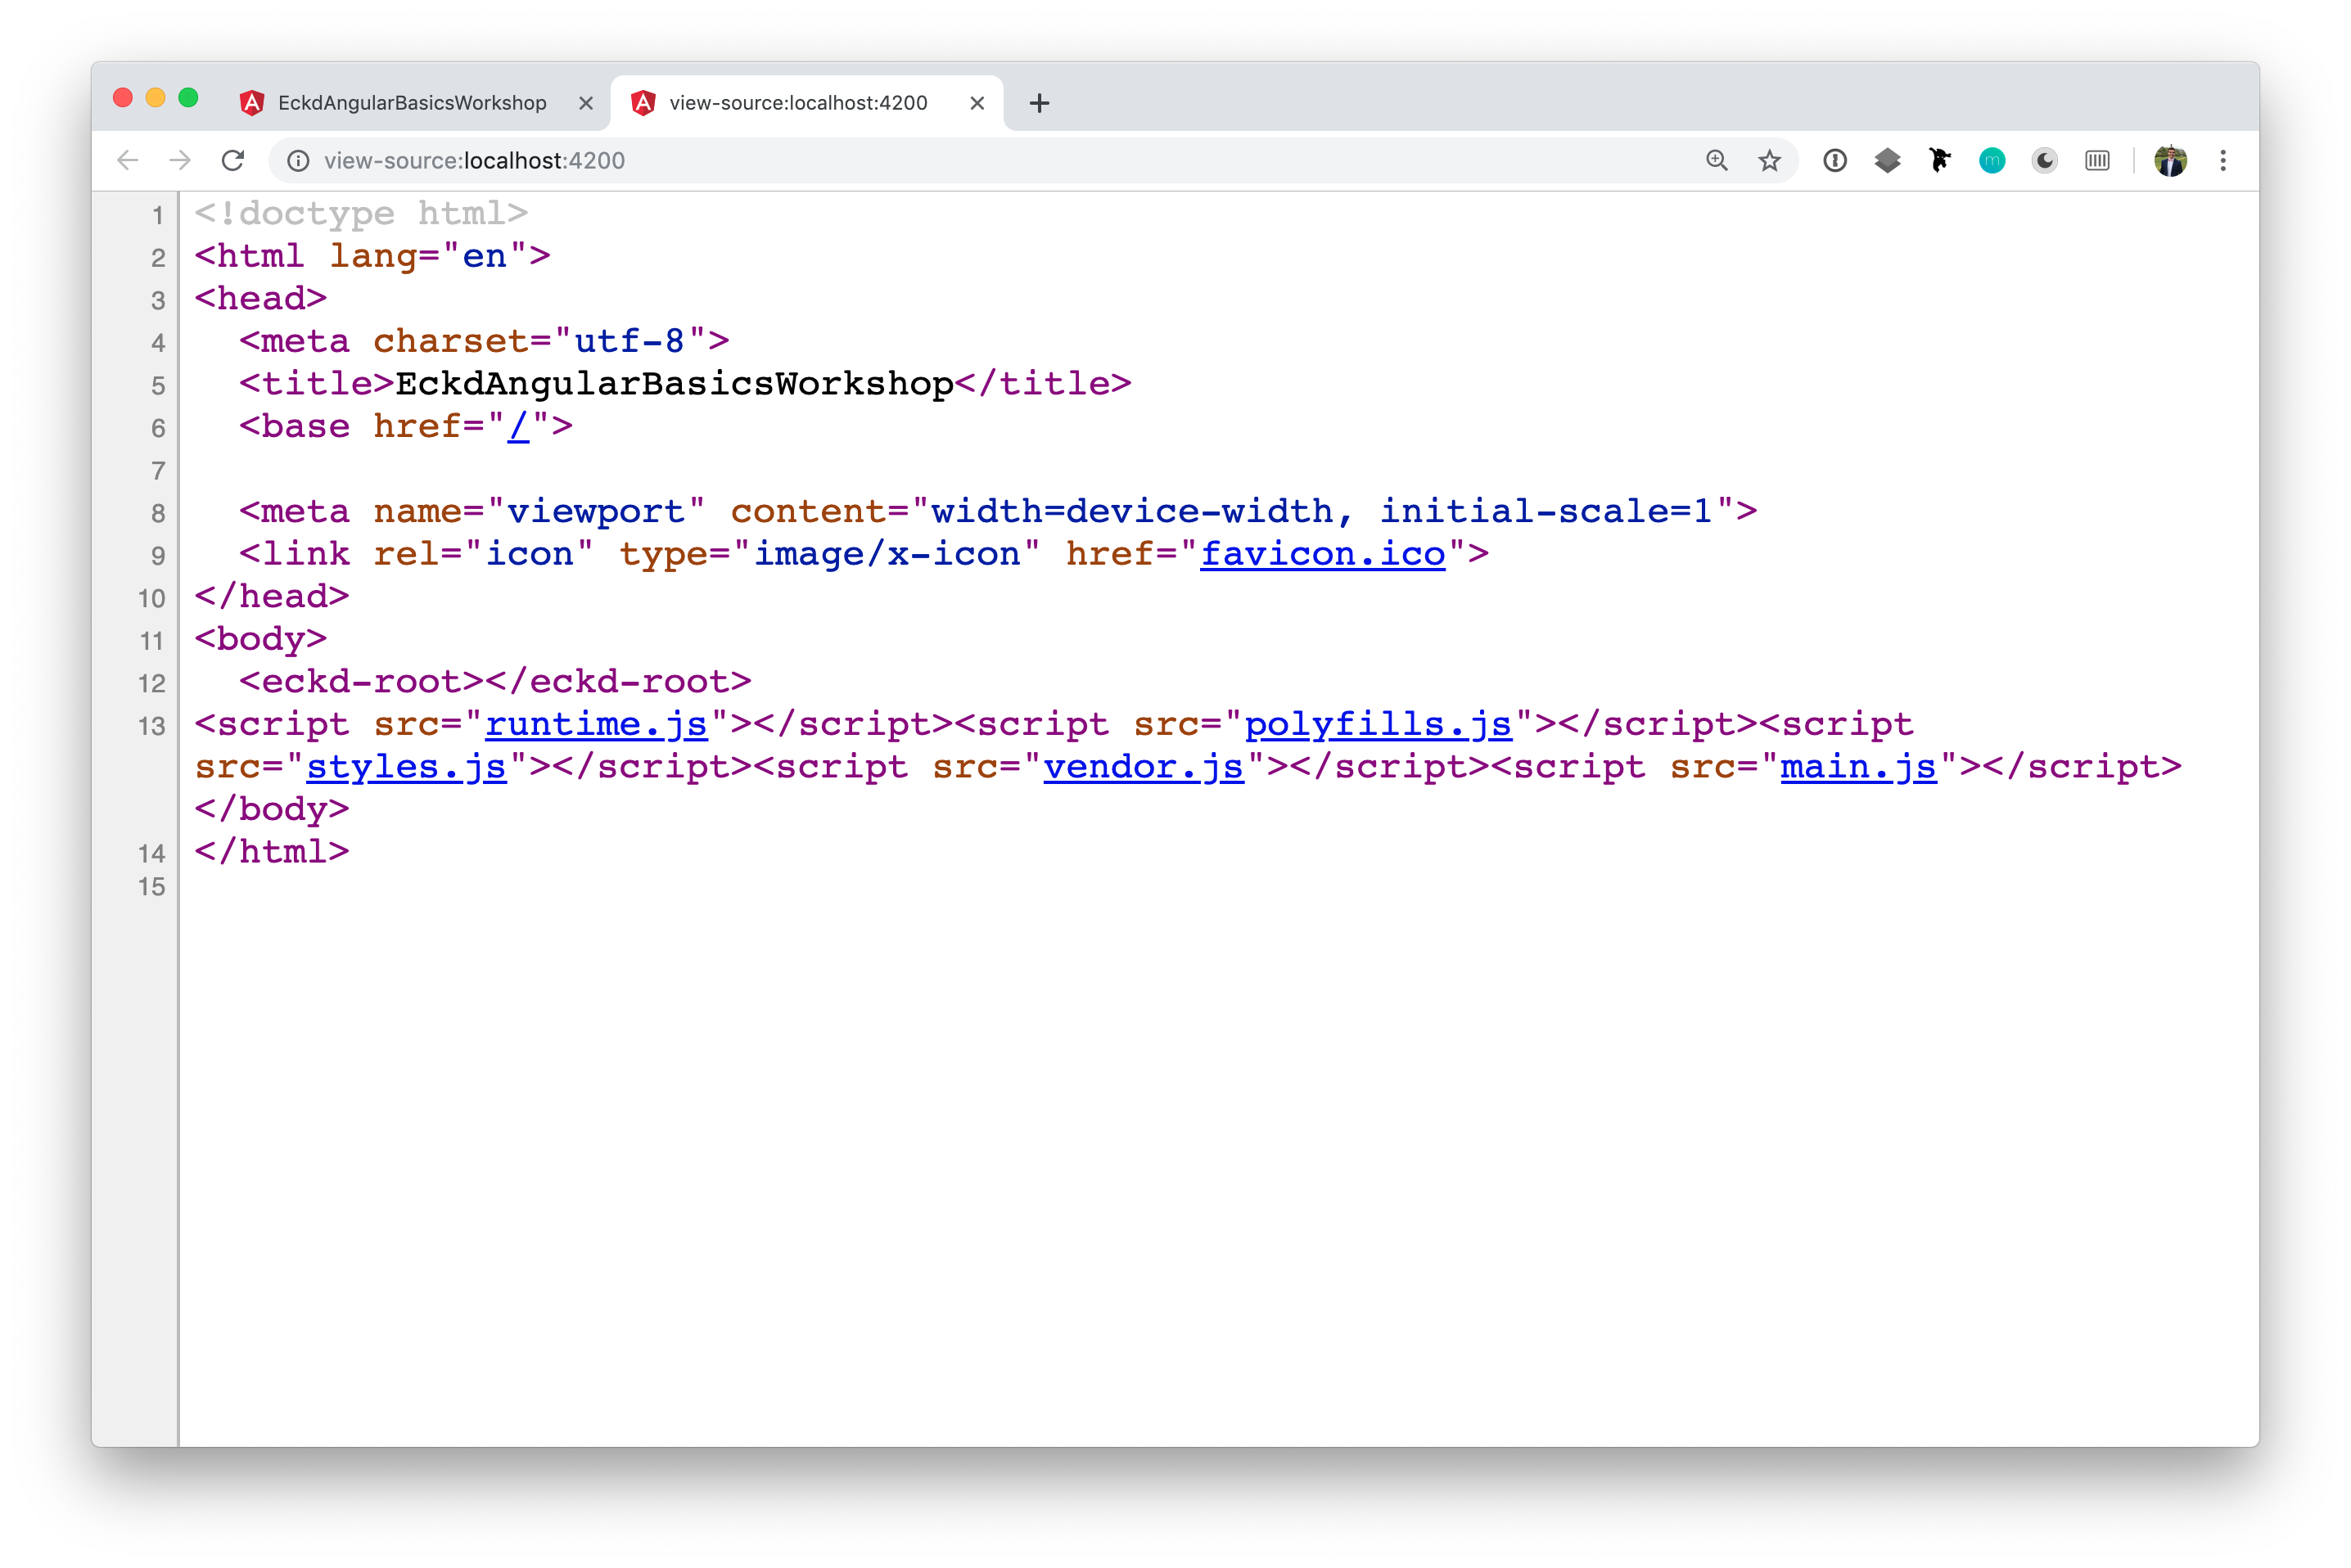 EckdAngularBasicsWorkshop
view-source:localhost:4200
view-source:localhost:4200
1 <!doctype html>
2 <html lang="en">
3 <head>
4 <meta charset="utf-8">
5 <title>EckdAngularBasicsWorkshop</title>
6 <base href="/">
7
8 <meta name="viewport" content="width=device-width, initial-scale=1">
9 <link rel="icon" type="image/x-icon" href="favicon.ico">
10 </head>
11 <body>
12 <eckd-root></eckd-root>
13 <script src="runtime.js"></script><script src="polyfills.js"></script><script
src="styles.js"></script><script src="vendor.js"></script><script src="main.js"></script>
</body>
14 </html>
15